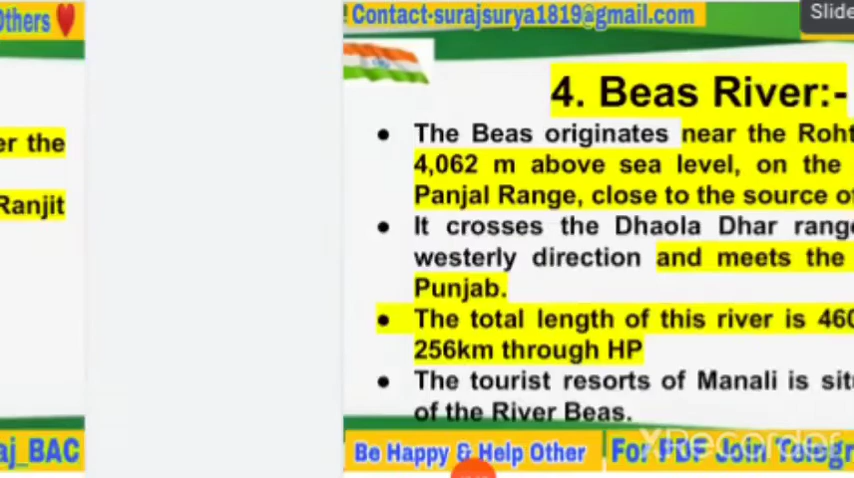 Others
Contact-surajsurya1819@gmail.com
Slide
4. Beas River:-
er the
Ranjit
● The Beas originates near the Roht
4,062 m above sea level, on the
Panjal Range, close to the source of
● It crosses the Dhaola Dhar range
westerly direction and meets the
Punjab.
● The total length of this river is 460
256km through HP
● The tourist resorts of Manali is situ
of the River Beas.
aj_BAC
Be Happy & Help Other
For PDF Join Telegr
XRecorder